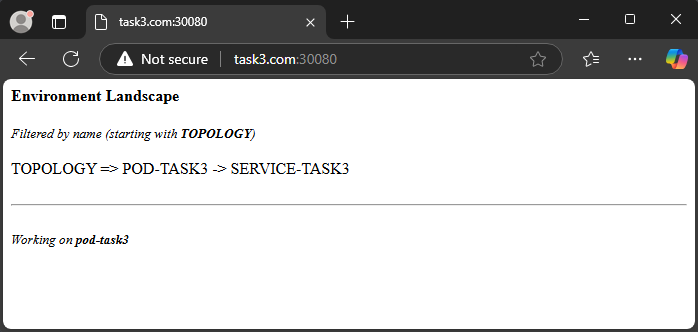 task3.com:30080
Not secure
task3.com:30080
Environment Landscape
Filtered by name (starting with TOPOLOGY)
TOPOLOGY => POD-TASK3 -> SERVICE-TASK3
Working on pod-task3